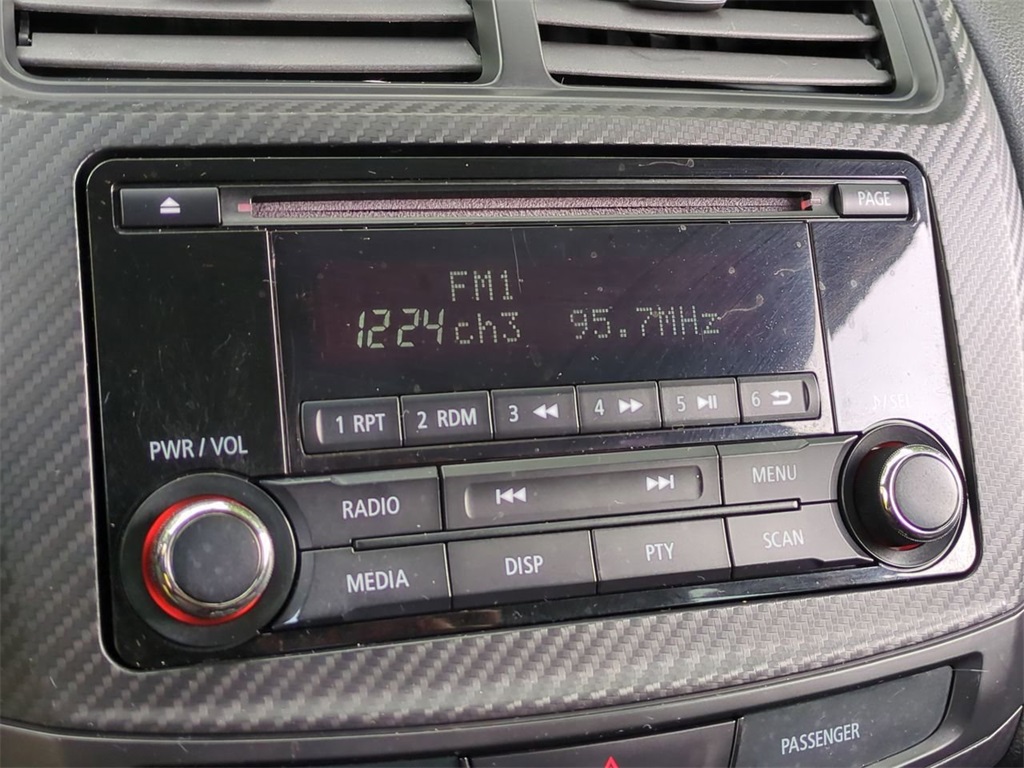 PAGE
FM1
1224 ch3 95.7MHz
1 RPT 2 RDM 3 4 5 6
PWR / VOL
RADIO MENU
MEDIA DISP PTY SCAN
PASSENGER